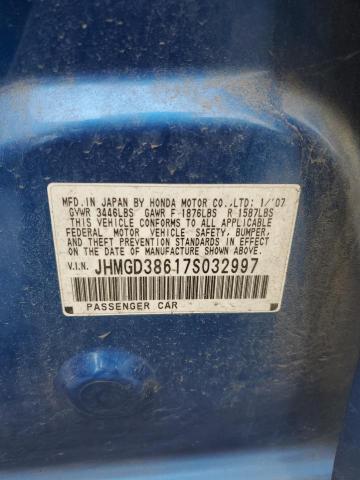 MFD.IN JAPAN BY HONDA MOTOR CO.,LTD: 1/'07
GVWR 3446LBS GAWR F 1876LBS R 1587LBS
THIS VEHICLE CONFORMS TO ALL APPLICABLE
FEDERAL MOTOR VEHICLE SAFETY, BUMPER,
AND THEFT PREVENTION STANDARDS IN EFFECT
ON THE DATE OF MANUFACTURE SHOWN ABOVE.
V.I.N. JHMGD38617S032997
PASSENGER CAR